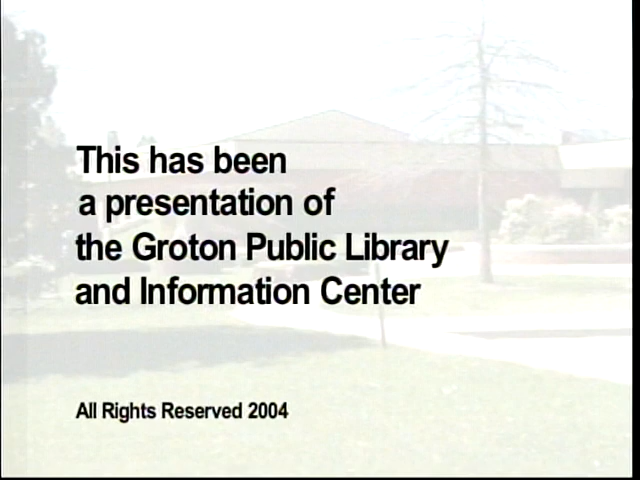 This has been
a presentation of
the Groton Public Library
and Information Center
All Rights Reserved 2004